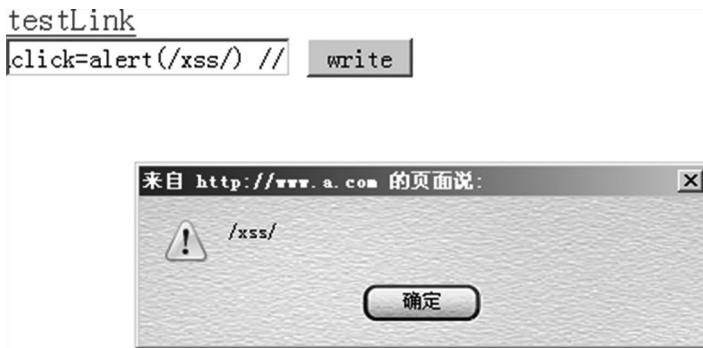 testLink
click=alert(/xss/) // write
来自 http://www.a.com 的页面说:
/xss/
确定